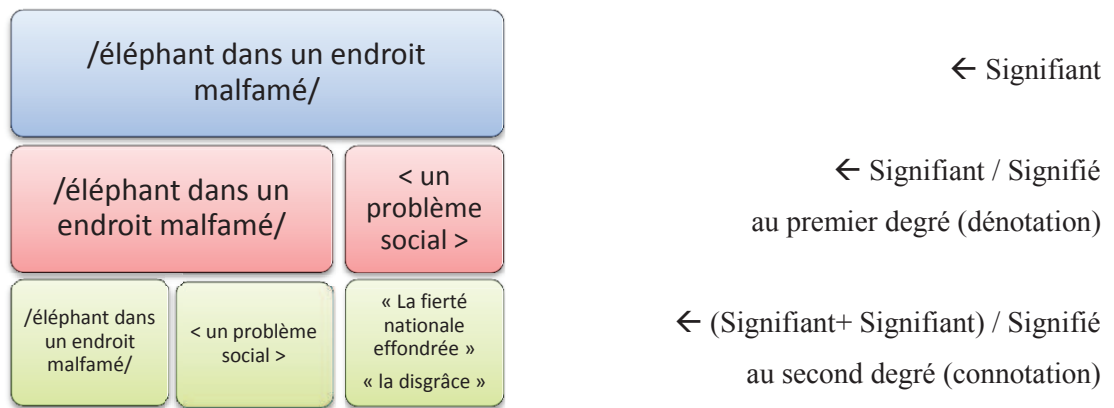 /éléphant dans un endroit
malfamé/
← Signifiant
/éléphant dans un
endroit malfamé/
< un
problème
social >
← Signifiant / Signifié
au premier degré (dénotation)
/éléphant dans
un endroit
malfamé/
< un problème
social >
« La fierté
nationale
effondrée »
« la disgrâce »
← (Signifiant+ Signifiant) / Signifié
au second degré (connotation)